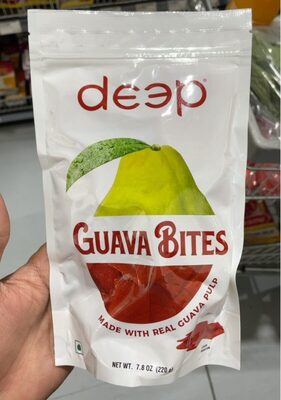 deep
GUAVA BITES
MADE WITH REAL GUAVA PULP
NET WT. 7.8 OZ (220